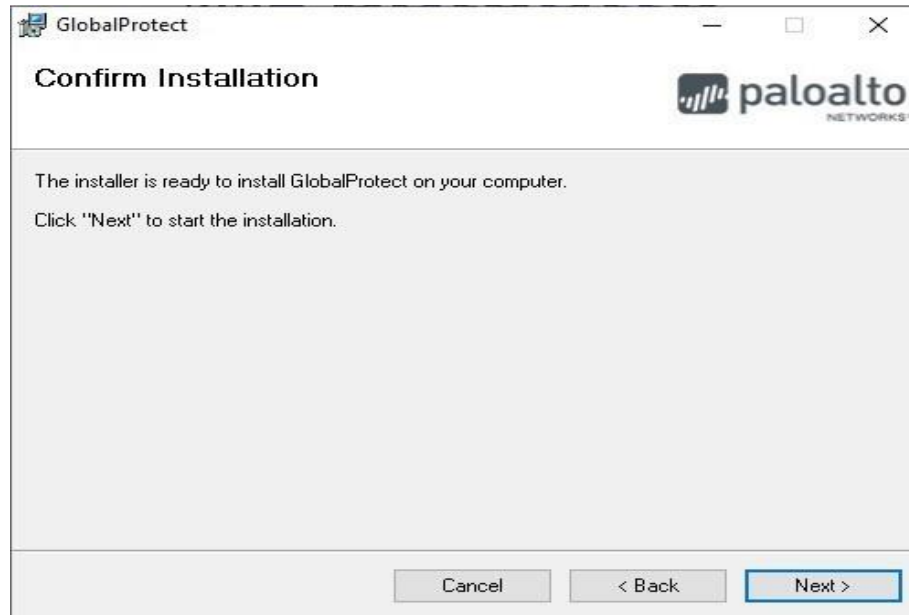 GlobalProtect
Confirm Installation
paloalto
NETWORKS
The installer is ready to install GlobalProtect on your computer.
Click "Next" to start the installation.
Cancel
< Back
Next >